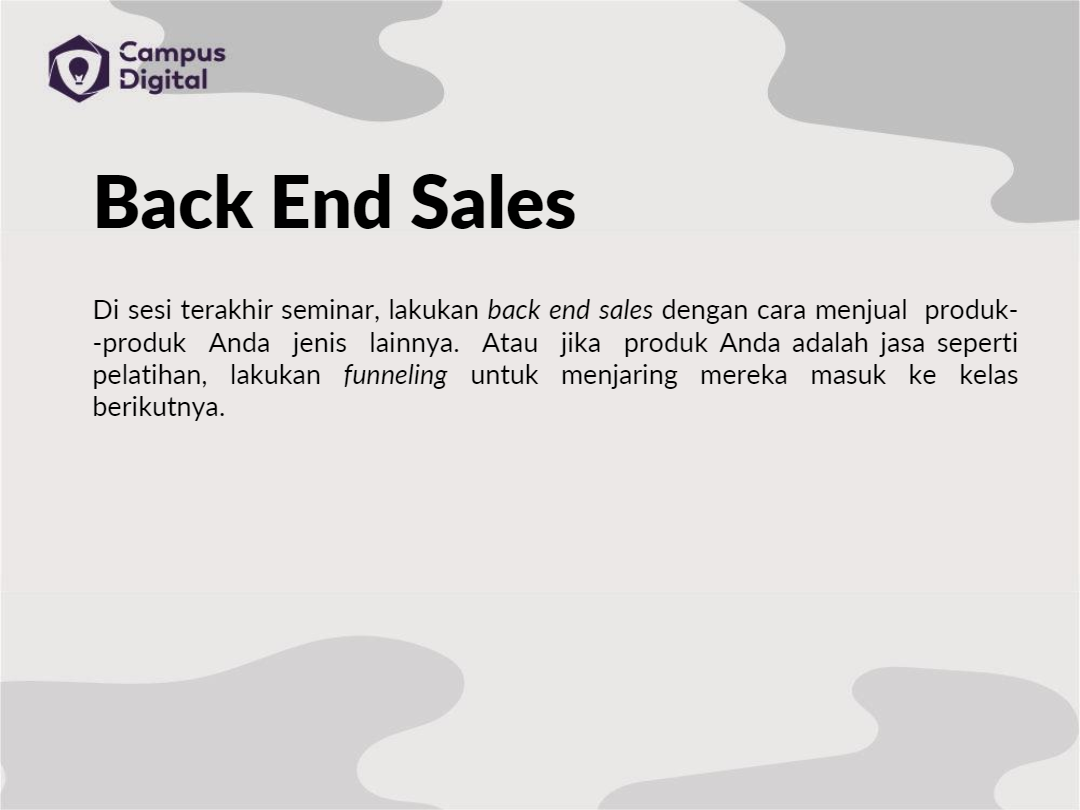 Campus
Digital
Back End Sales
Di sesi terakhir seminar, lakukan back end sales dengan cara menjual produk-
-produk Anda jenis lainnya. Atau jika produk Anda adalah jasa seperti
pelatihan, lakukan funneling untuk menjaring mereka masuk ke kelas
berikutnya.